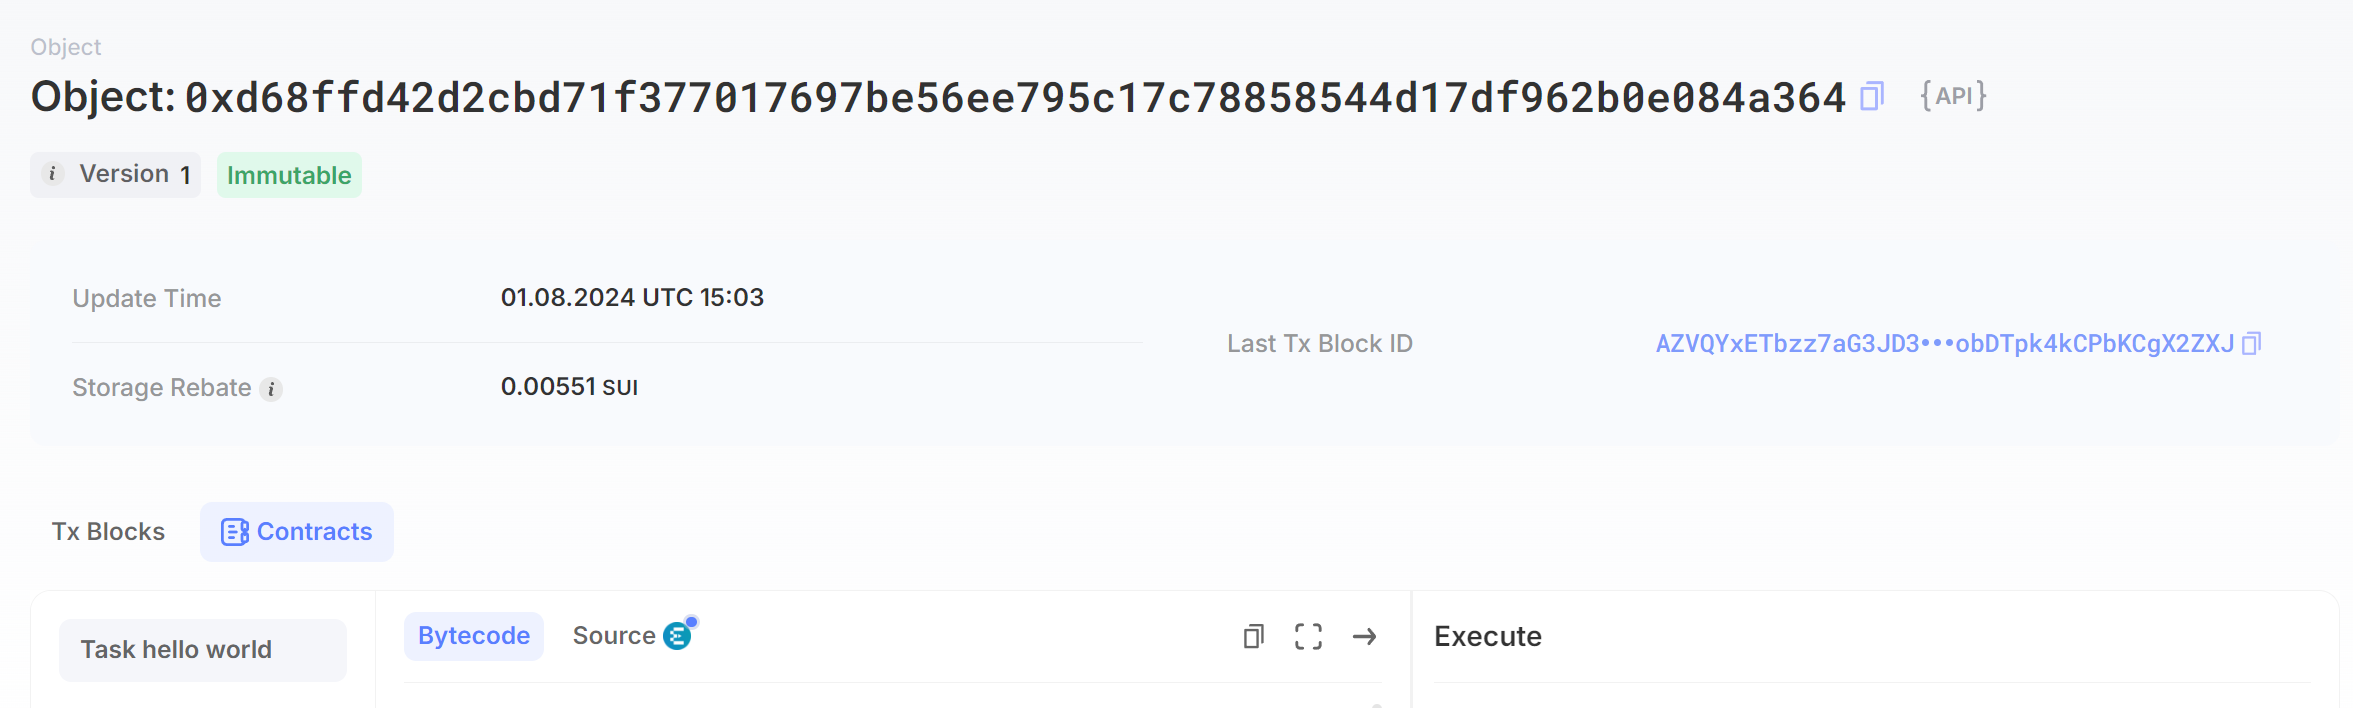 Object
Object: 0xd68ffd42d2cbd71f377017697be56ee795c17c78858544d17df962b0e084a364 {API}
i Version 1 Immutable
Update Time 01.08.2024 UTC 15:03
Last Tx Block ID AZVQYxETbzz7aG3JD3•••obDTpk4kCPbKCgX2ZXJ
Storage Rebate i 0.00551 SUI
Tx Blocks Contracts
Task hello world
Bytecode Source
Execute